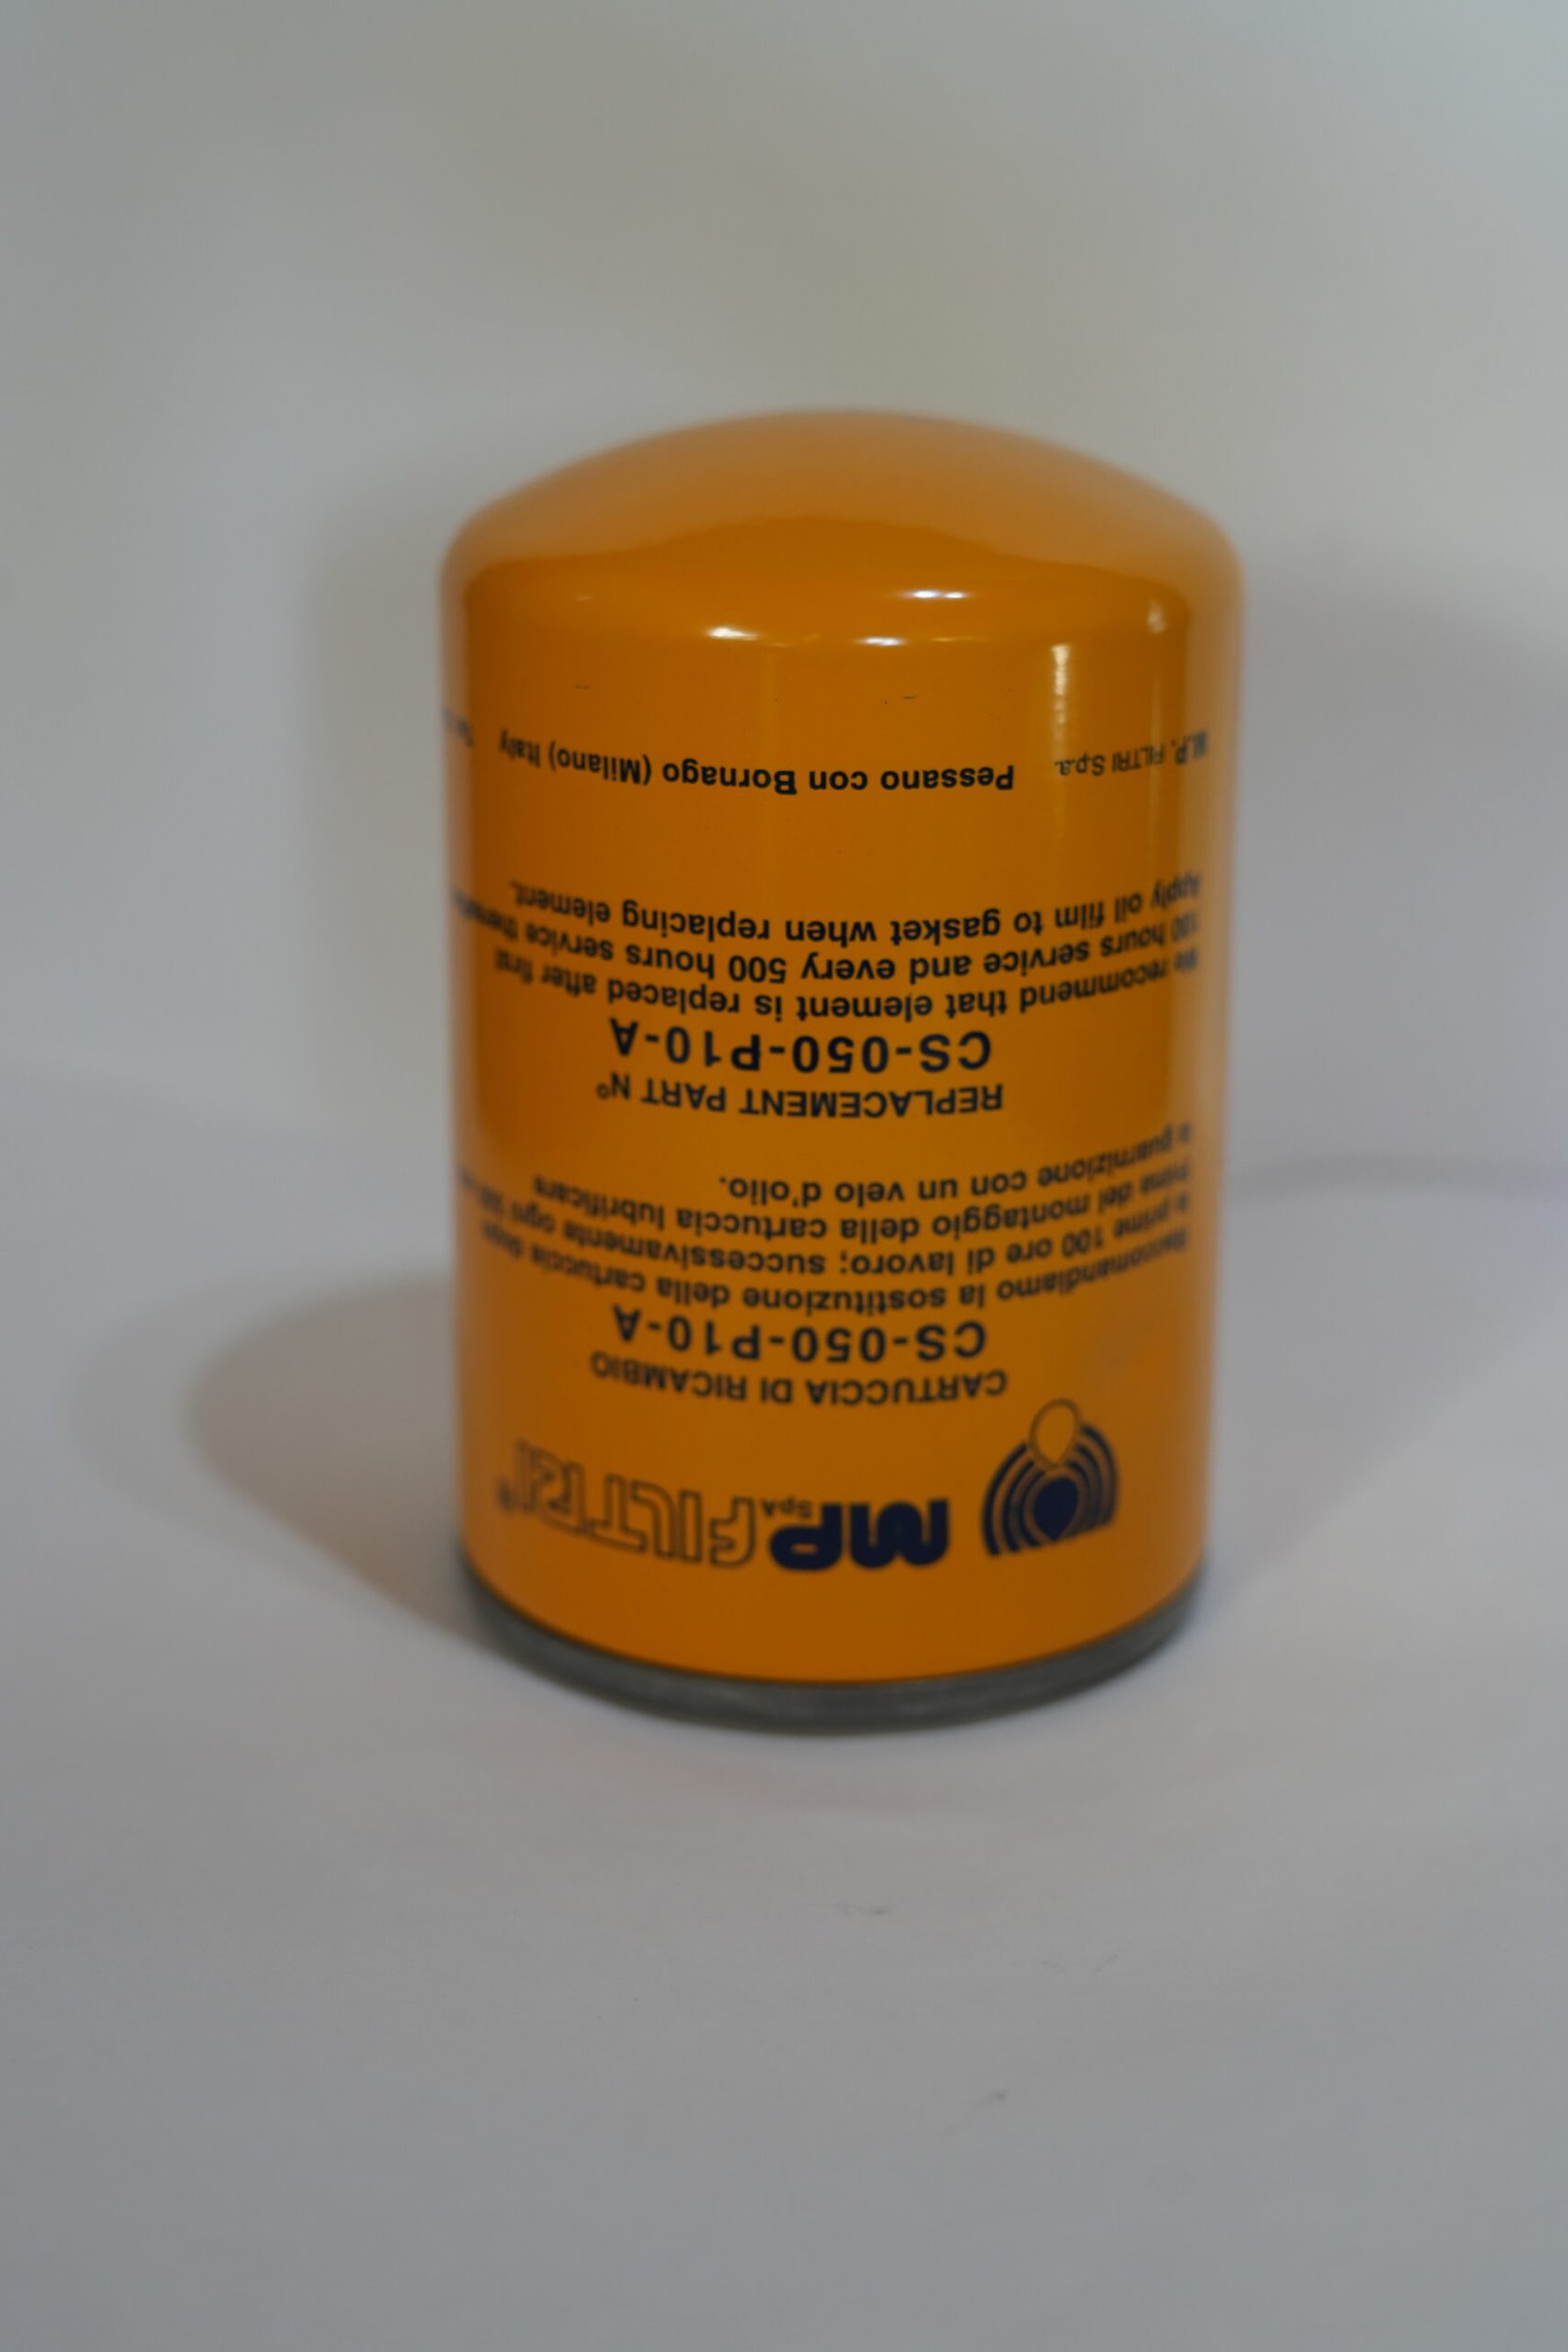 MP FILTRI®
SpA
CARTUCCIA DI RICAMBIO
CS-050-P10-A
Raccomandiamo la sostituzione della cartuccia dopo
le prime 100 ore di lavoro; successivamente ogni
Prima del montaggio della cartuccia lubrificare
la guarnizione con un velo d'olio.
REPLACEMENT PART N°
CS-050-P10-A
We recommend that element is replaced after first
100 hours service and every 500 hours service
Apply oil film to gasket when replacing element.
M.P. FILTRI S.p.a. Pessano con Bornago (Milano) Italy